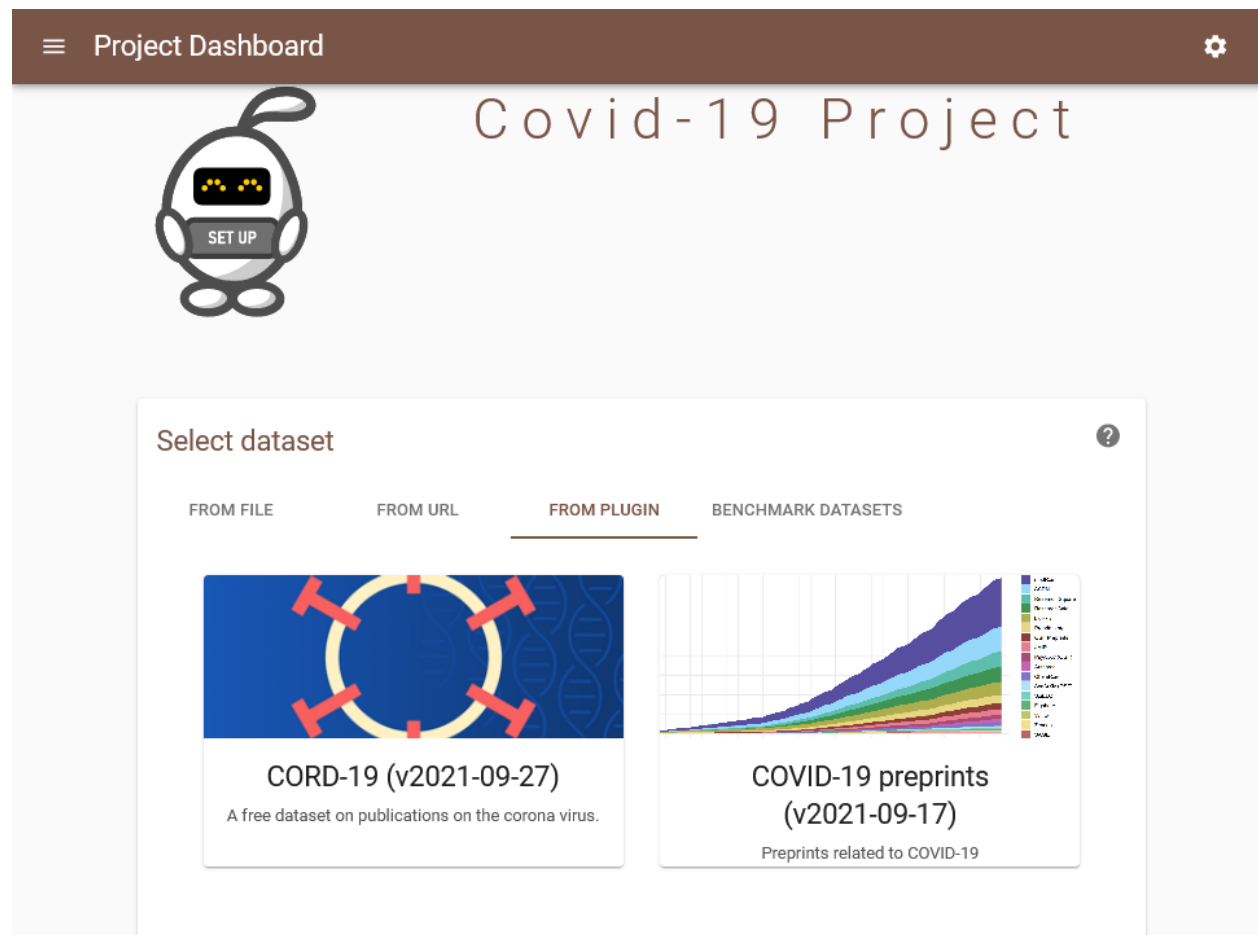 Project Dashboard
Covid-19 Project
SET UP
Select dataset
FROM FILE FROM URL FROM PLUGIN BENCHMARK DATASETS
CORD-19 (v2021-09-27)
A free dataset on publications on the corona virus.
COVID-19 preprints
(v2021-09-17)
Preprints related to COVID-19